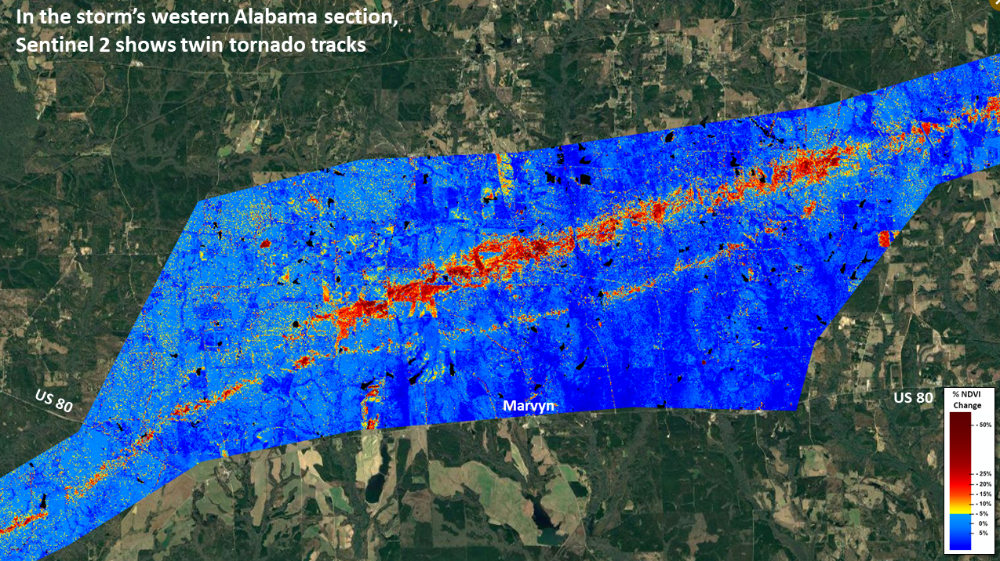 In the storm's western Alabama section,
Sentinel 2 shows twin tornado tracks
US 80
Marvyn
US 80
% NDVI
Change
- 50%
- 25%
- 20%
- 15%
- 10%
- 5%
0%
5%